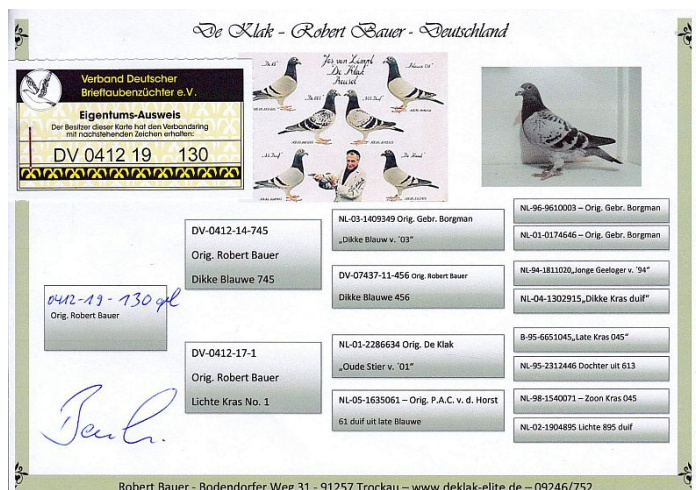 De Klak - Robert Bauer - Deutschland
Verband Deutscher
Brieftaubenzüchter e.V.
Eigentums-Ausweis
Der Besitzer dieser Karte hat den Verbandsring
mit nachstehenden Zeichen erhalten:
DV 0412 19 130
Jos van Limpt
De Klak
Reusel
0412-19-130
Orig. Robert Bauer
DV-0412-14-745
Orig. Robert Bauer
Dikke Blauwe 745
DV-0412-17-1
Orig. Robert Bauer
Lichte Kras No. 1
NL-03-1409349 Orig. Gebr. Borgman
„Dikke Blauw v. ´03"
DV-07437-11-456 Orig. Robert Bauer
Dikke Blauwe 456
NL-01-2286634 Orig. De Klak
„Oude Stier v. ´01"
NL-05-1635061 – Orig. P.A.C. v. d. Horst
61 duif uit late Blauwe
NL-96-9610003 – Orig. Gebr. Borgman
NL-01-0174646 – Orig. Gebr. Borgman
NL-94-1811020„Jonge Geeloger v. ´94"
NL-04-1302915„Dikke Kras duif"
B-95-6651045„Late Kras 045"
NL-95-2312446 Dochter uit 613
NL-98-1540071 – Zoon Kras 045
NL-02-1904895 Lichte 895 duif
Robert Bauer - Bodendorfer Weg 31 - 91257 Trockau – www.deklak-elite.de – 09246/752